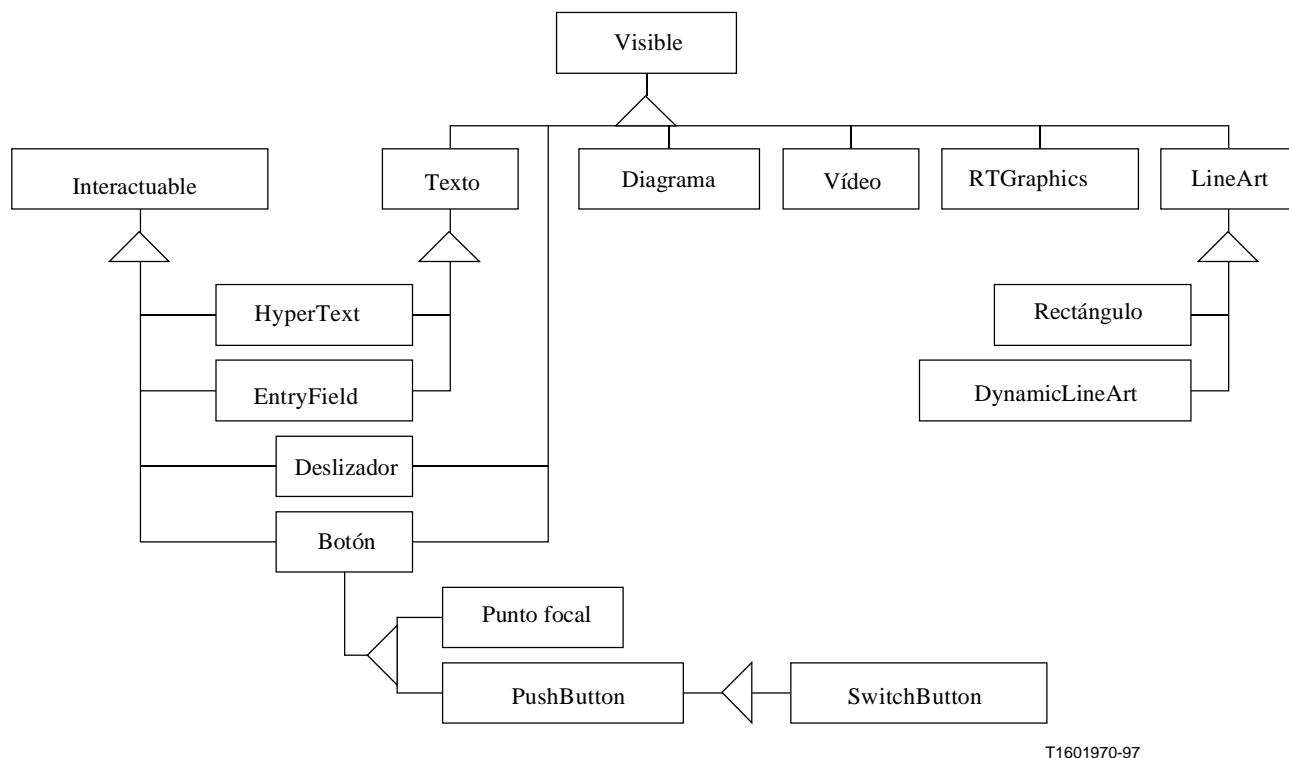 Visible
Interactuable
Texto
Diagrama
Vídeo
RTGraphics
LineArt
HyperText
Rectángulo
EntryField
DynamicLineArt
Deslizador
Botón
Punto focal
PushButton
SwitchButton
T1601970-97